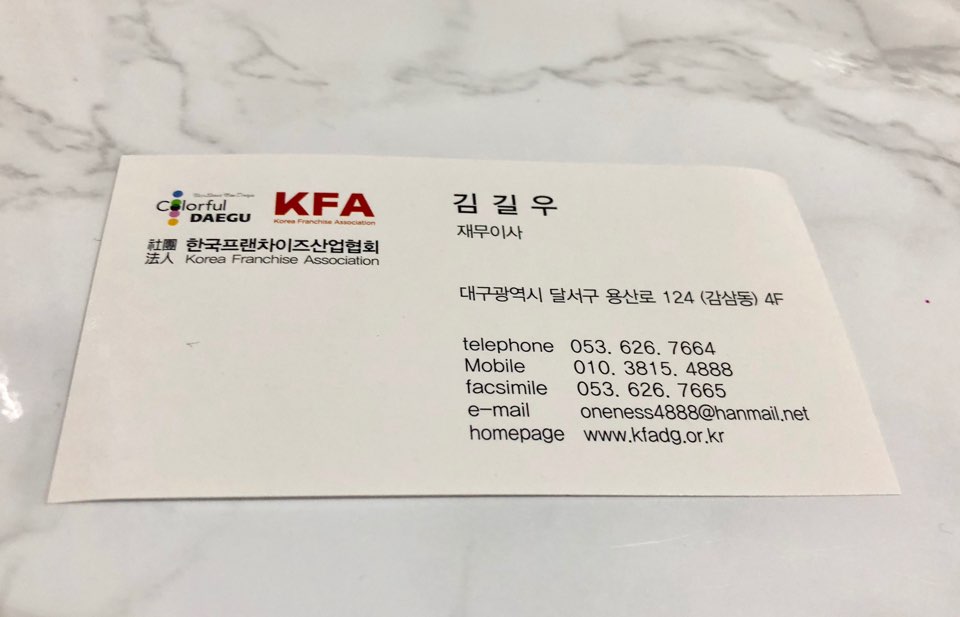 Colorful
DAEGU
KFA
Korea Franchise Association
社團
法人
한국프랜차이즈산업협회
Korea Franchise Association
김길우
재무이사
대구광역시 달서구 용산로 124 (감삼동) 4F
telephone 053. 626. 7664
Mobile 010. 3815. 4888
facsimile 053. 626. 7665
e-mail oneness4888@hanmail.net
homepage www.kfadg.or.kr